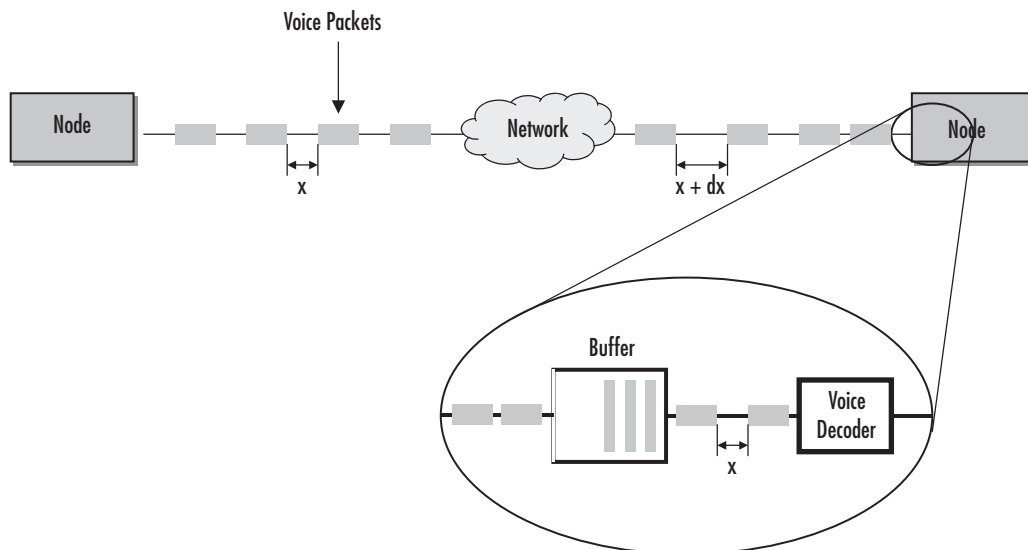 Voice Packets
Node
Network
Node
x
x + dx
Buffer
Voice
Decoder
x